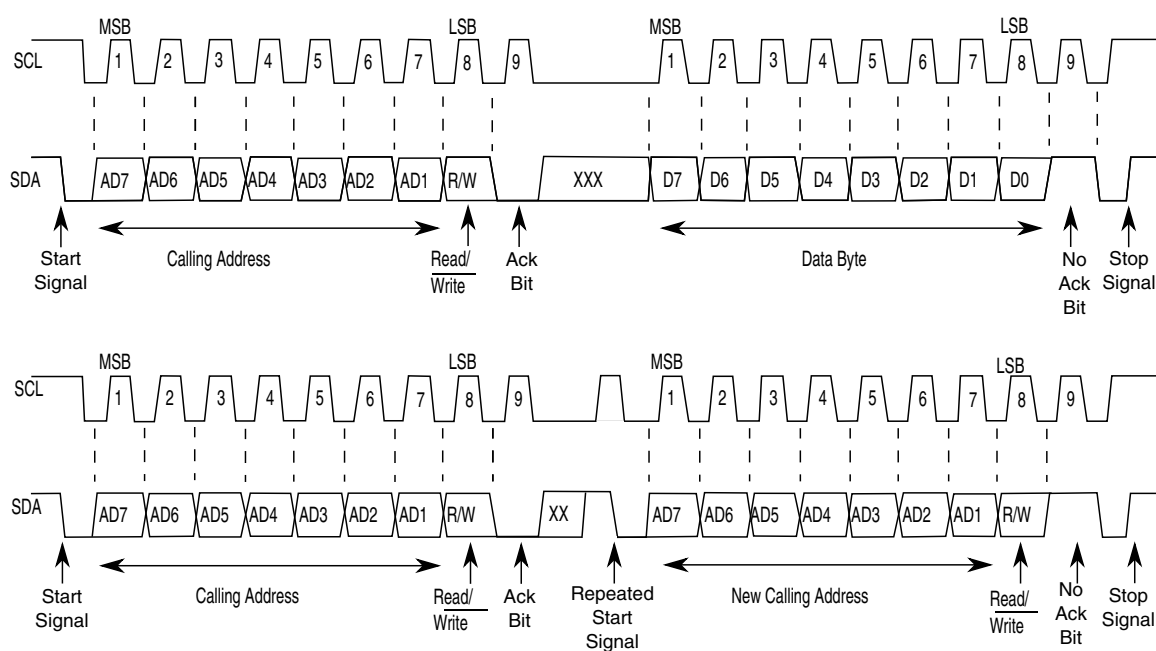 MSB LSB MSB LSB
SCL 1 2 3 4 5 6 7 8 9 1 2 3 4 5 6 7 8 9
SDA AD7 AD6 AD5 AD4 AD3 AD2 AD1 R/W XXX D7 D6 D5 D4 D3 D2 D1 D0
Start Signal
Calling Address
Read/
Write
Ack
Bit
Data Byte
No
Ack
Bit
Stop
Signal
MSB LSB MSB LSB
SCL 1 2 3 4 5 6 7 8 9 1 2 3 4 5 6 7 8 9
SDA AD7 AD6 AD5 AD4 AD3 AD2 AD1 R/W XX AD7 AD6 AD5 AD4 AD3 AD2 AD1 R/W
Start
Signal
Calling Address
Read/
Write
Ack
Bit
Repeated
Start
Signal
New Calling Address
Read/
Write
No
Ack
Bit
Stop
Signal